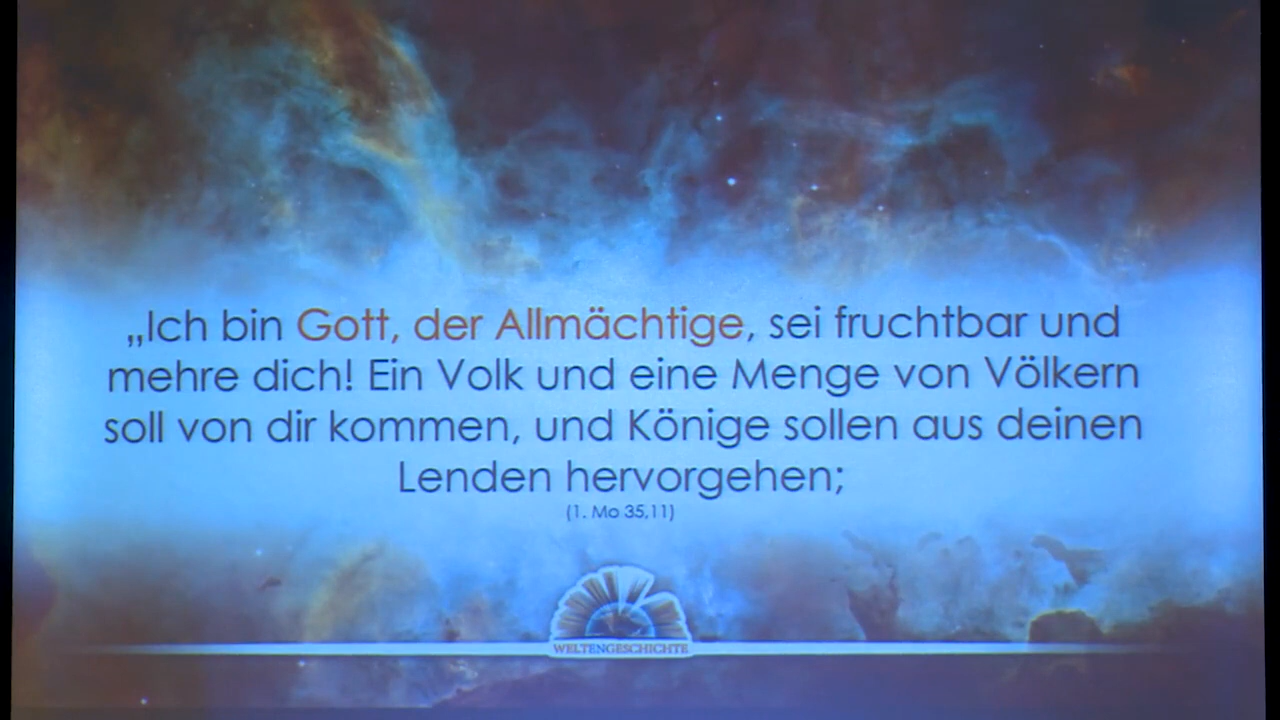 „Ich bin Gott, der Allmächtige, sei fruchtbar und
mehre dich! Ein Volk und eine Menge von Völkern
soll von dir kommen, und Könige sollen aus deinen
Lenden hervorgehen;
(1. Mo 35,11)
WELTENGESCHICHTE